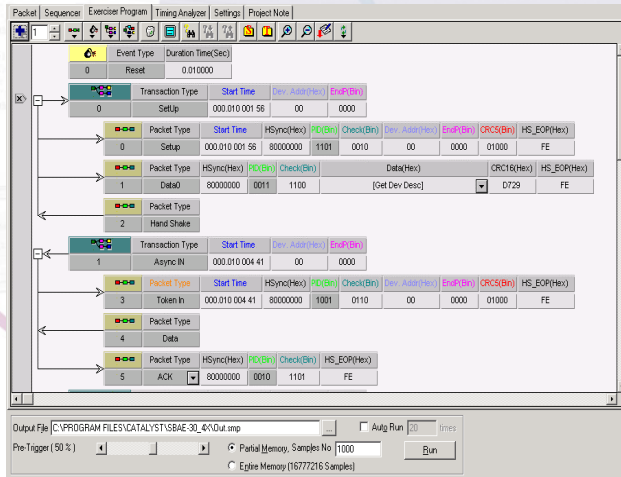 Packet Sequencer Exerciser Program Timing Analyzer Settings Project Note
1
Event Type Duration Time(Sec)
0 Reset 0.010000
Transaction Type Start Time Dev. Addr(Hex) EndP(Bin)
0 SetUp 000.010 001 56 00 0000
Packet Type Start Time HSync(Hex) PID(Bin) Check(Bin) Dev. Addr(Hex) EndP(Bin) CRC5(Bin) HS_EOP(Hex)
0 Setup 000.010 001 56 80000000 1101 0010 00 0000 01000 FE
Packet Type HSync(Hex) PID(Bin) Check(Bin) Data(Hex) CRC16(Hex) HS_EOP(Hex)
1 Data0 80000000 0011 1100 [Get Dev Desc] D729 FE
Packet Type
2 Hand Shake
Transaction Type Start Time Dev. Addr(Hex) EndP(Bin)
1 Async IN 000.010 004 41 00 0000
Packet Type Start Time HSync(Hex) PID(Bin) Check(Bin) Dev. Addr(Hex) EndP(Bin) CRC5(Bin) HS_EOP(Hex)
3 Token In 000.010 004 41 80000000 1001 0110 00 0000 01000 FE
Packet Type
4 Data
Packet Type HSync(Hex) PID(Bin) Check(Bin) HS_EOP(Hex)
5 ACK 80000000 0010 1101 FE
Output File C:\PROGRAM FILES\CATALYST\SBAE-30_4X\Out.smp ... Auto Run 20 times
Pre-Trigger ( 50 % ) Partial Memory, Samples No 1000 Run
Entire Memory (16777216 Samples)